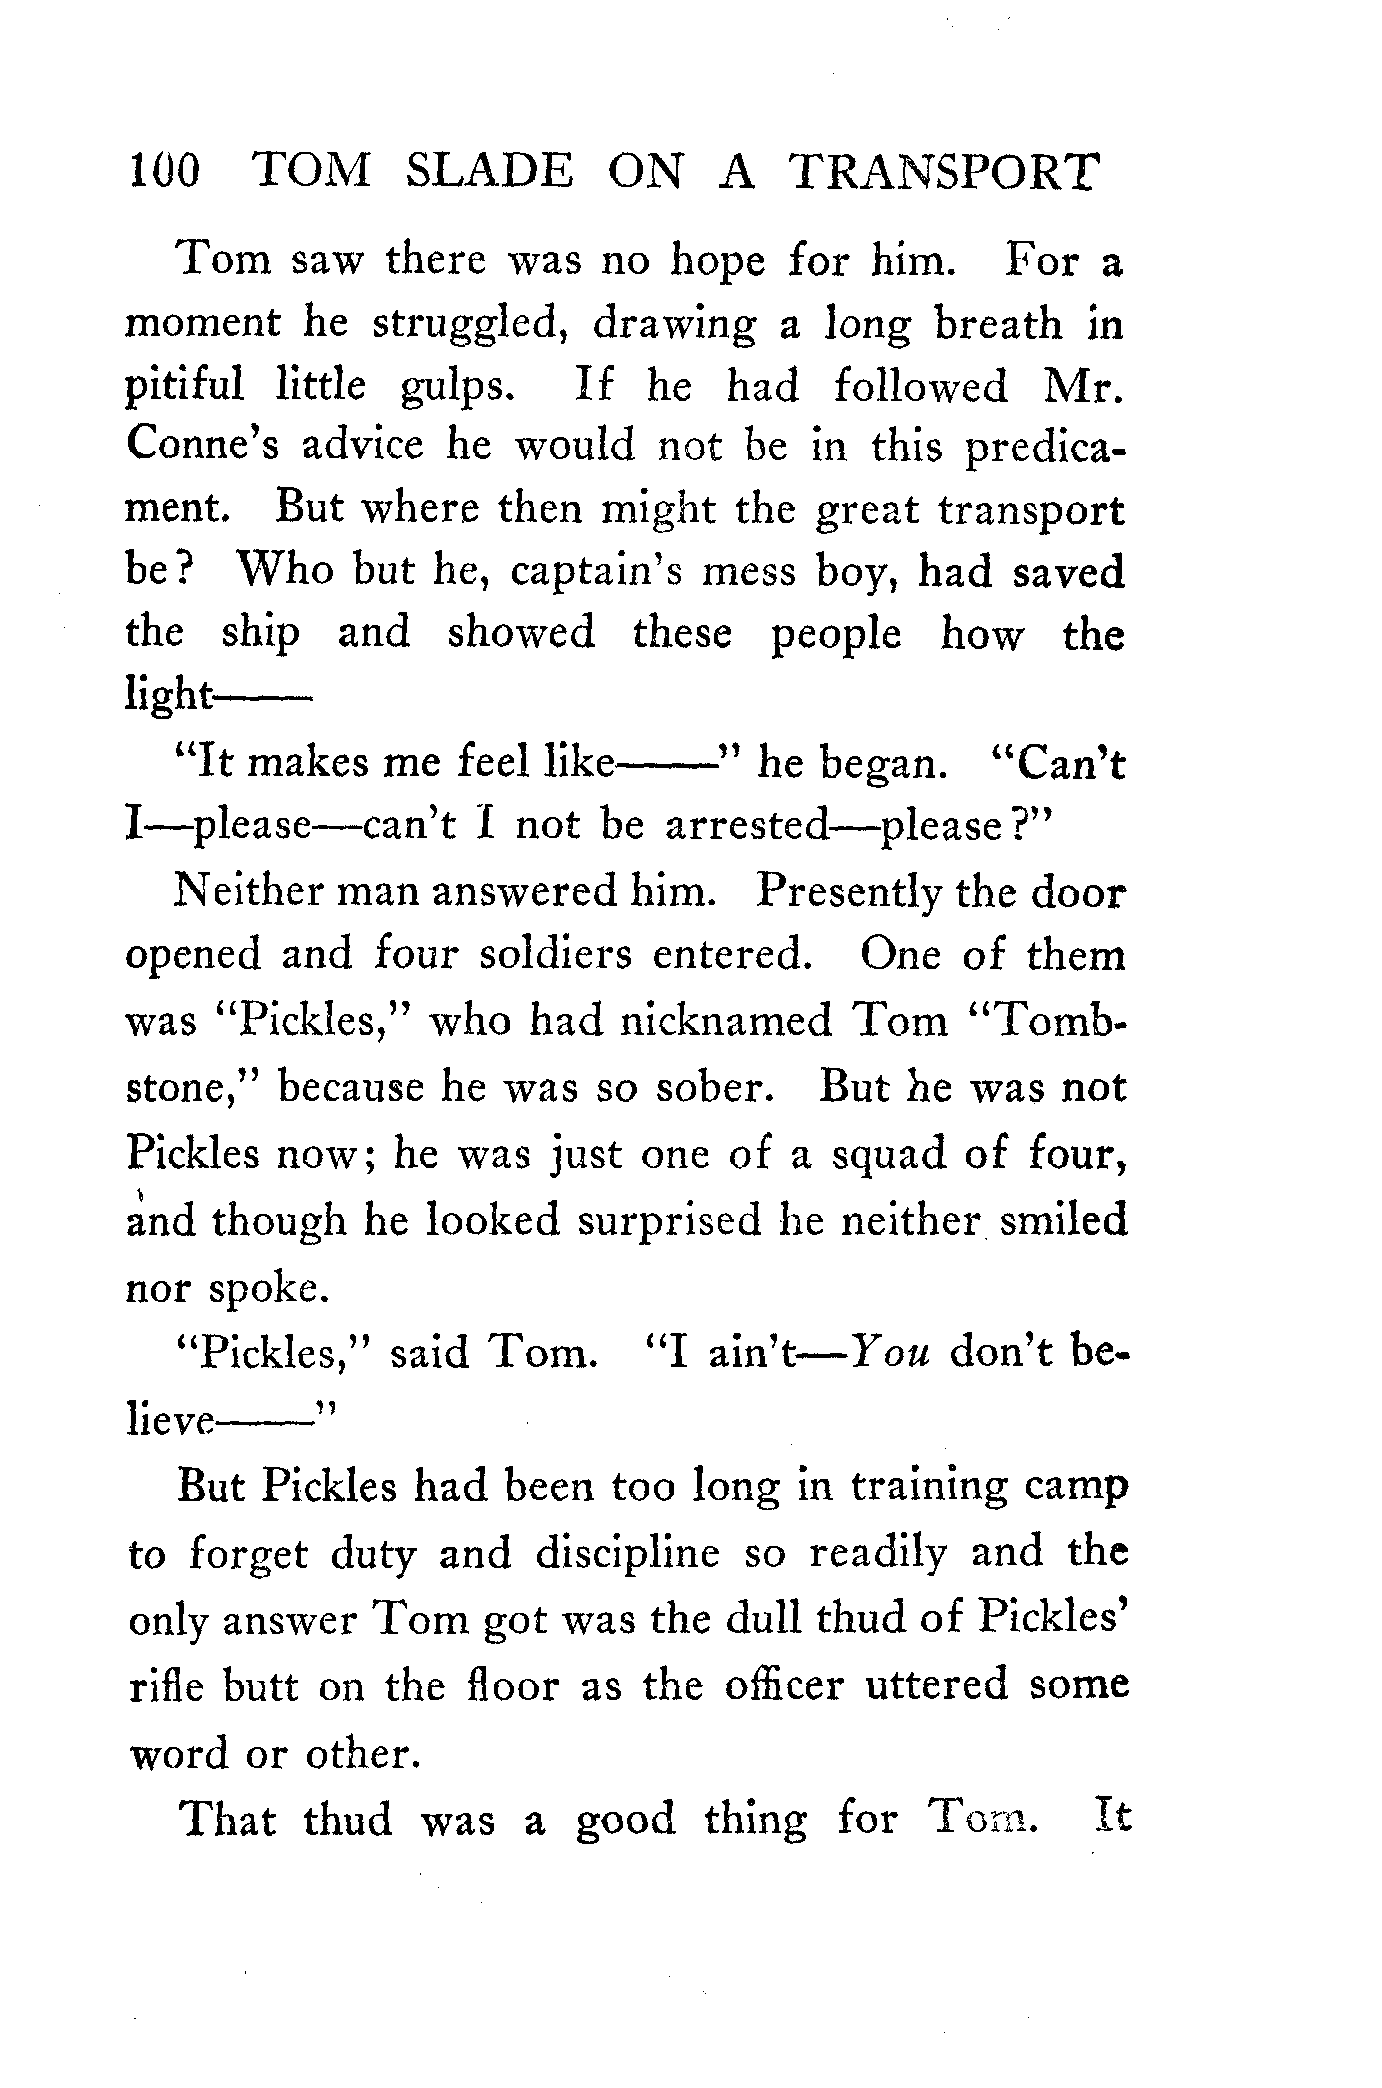 100 TOM SLADE ON A TRANSPORT
Tom saw there was no hope for him. For a
moment he struggled, drawing a long breath in
pitiful little gulps. If he had followed Mr.
Conne's advice he would not be in this predica-
ment. But where then might the great transport
be? Who but he, captain's mess boy, had saved
the ship and showed these people how the
light——
"It makes me feel like——" he began. "Can't
I—please—can't I not be arrested—please?"
Neither man answered him. Presently the door
opened and four soldiers entered. One of them
was "Pickles," who had nicknamed Tom "Tomb-
stone," because he was so sober. But he was not
Pickles now; he was just one of a squad of four,
and though he looked surprised he neither smiled
nor spoke.
"Pickles," said Tom. "I ain't—You don't be-
lieve——"
But Pickles had been too long in training camp
to forget duty and discipline so readily and the
only answer Tom got was the dull thud of Pickles'
rifle butt on the floor as the officer uttered some
word or other.
That thud was a good thing for Tom. It